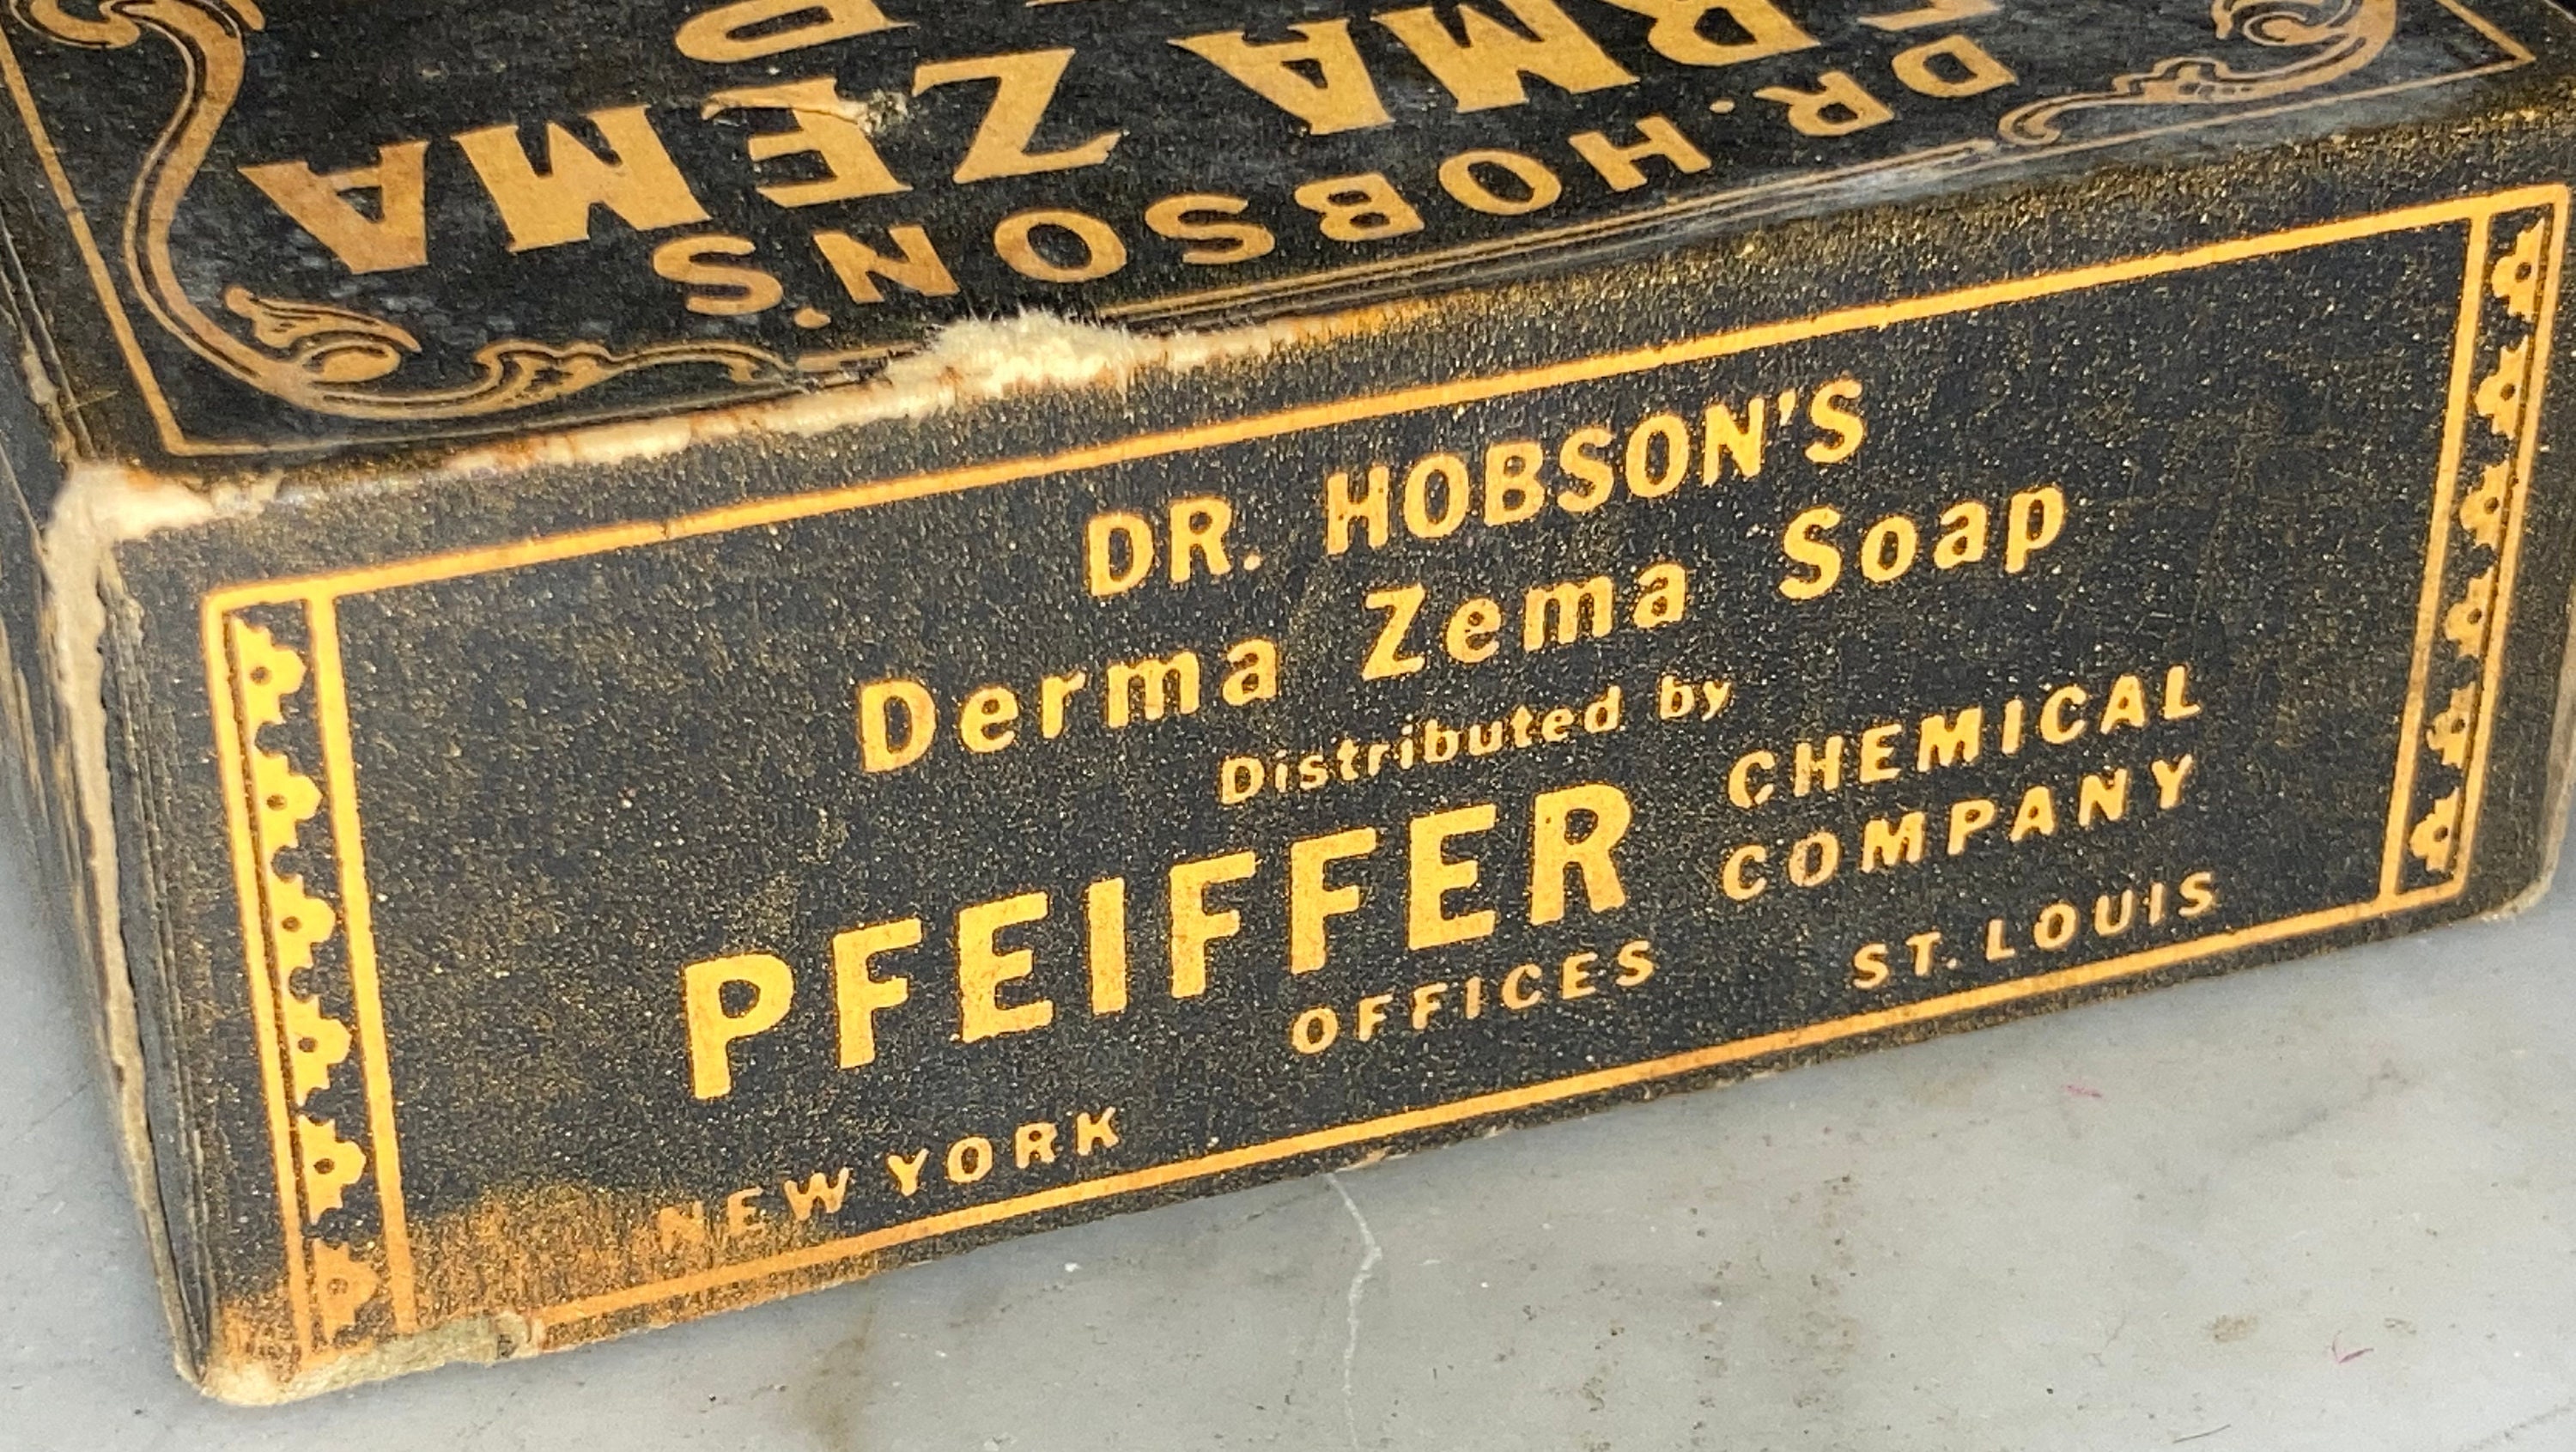 DR. HOBSON'S
DERMA ZEMA
DR. HOBSON'S
Derma Zema Soap
Distributed by
PFEIFFER CHEMICAL COMPANY
OFFICES
NEW YORK ST. LOUIS